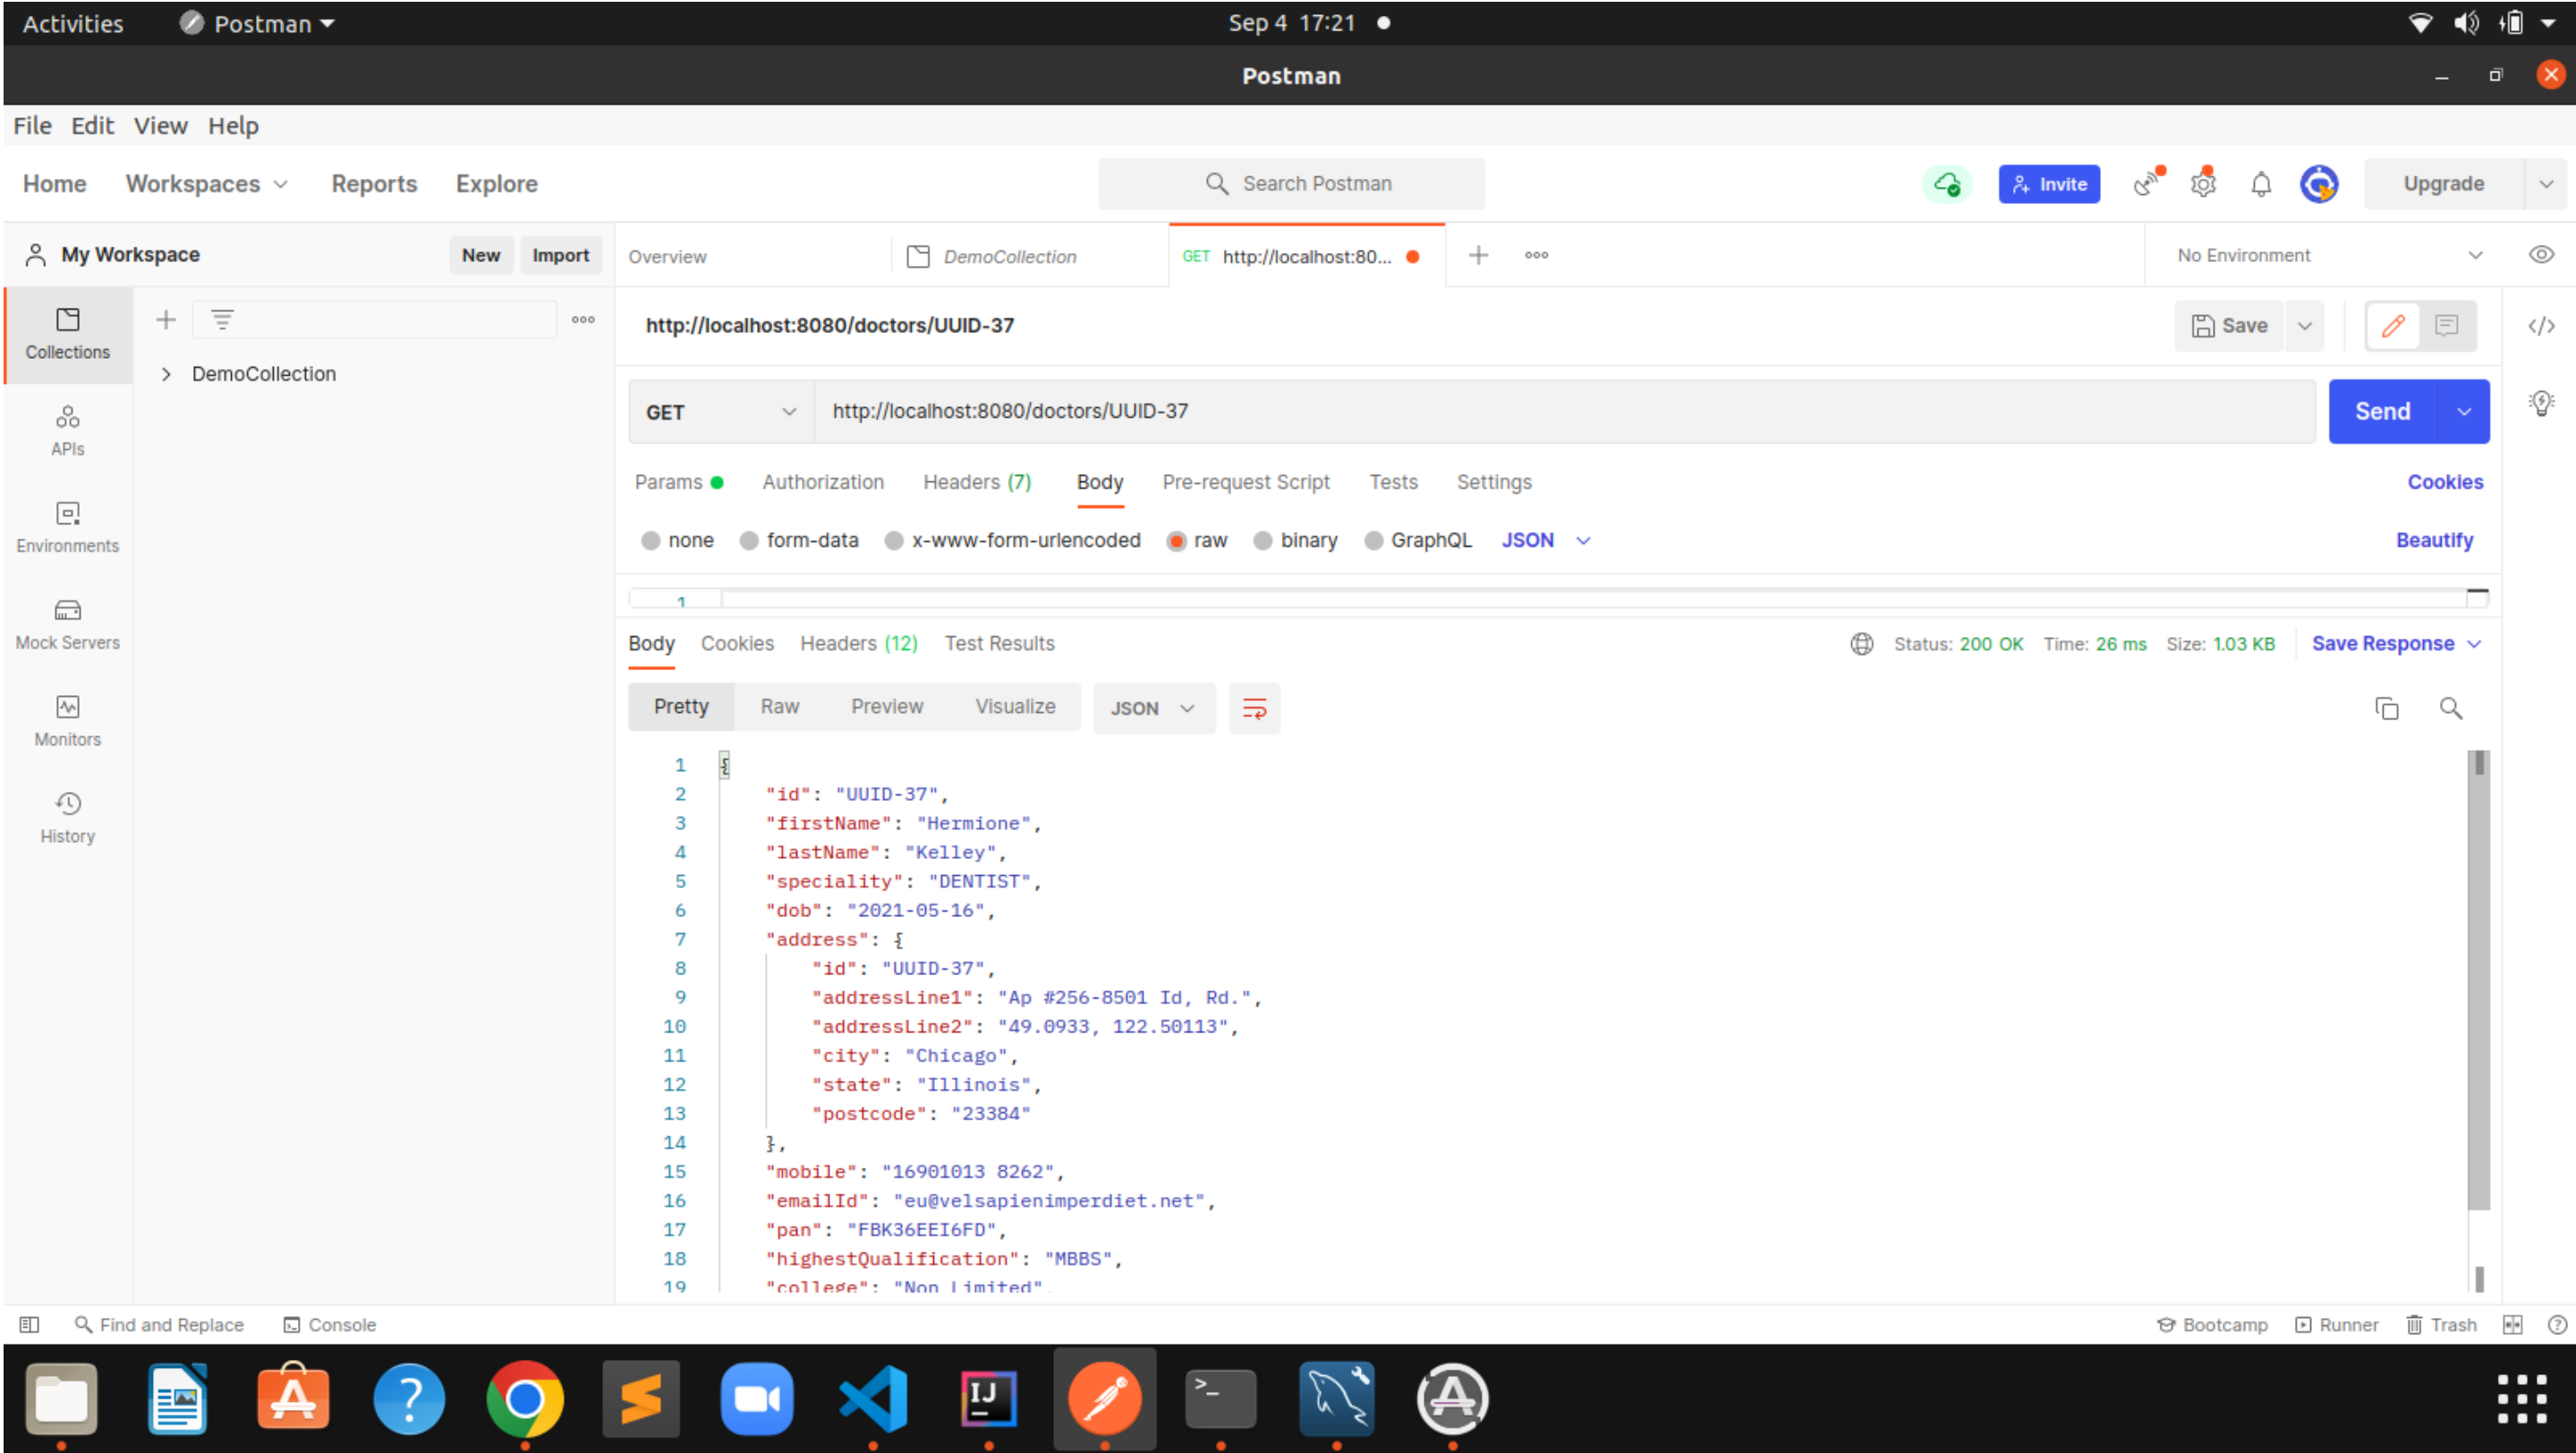 Activities Postman Sep 4 17:21
Postman
File Edit View Help
Home Workspaces Reports Explore Search Postman Invite Upgrade
My Workspace New Import Overview DemoCollection GET http://localhost:80... No Environment
http://localhost:8080/doctors/UUID-37 Save
Collections
DemoCollection
GET http://localhost:8080/doctors/UUID-37 Send
APIs
Params Authorization Headers (7) Body Pre-request Script Tests Settings Cookies
none form-data x-www-form-urlencoded raw binary GraphQL JSON Beautify
Environments
1
Mock Servers
Body Cookies Headers (12) Test Results Status: 200 OK Time: 26 ms Size: 1.03 KB Save Response
Pretty Raw Preview Visualize JSON
Monitors
History
1 {
2 "id": "UUID-37",
3 "firstName": "Hermione",
4 "lastName": "Kelley",
5 "speciality": "DENTIST",
6 "dob": "2021-05-16",
7 "address": {
8 "id": "UUID-37",
9 "addressLine1": "Ap #256-8501 Id, Rd.",
10 "addressLine2": "49.0933, 122.50113",
11 "city": "Chicago",
12 "state": "Illinois",
13 "postcode": "23384"
14 },
15 "mobile": "16901013 8262",
16 "emailId": "eu@velsapienimperdiet.net",
17 "pan": "FBK36EEI6FD",
18 "highestQualification": "MBBS",
19 "college": "Non Limited",
Find and Replace Console Bootcamp Runner Trash
IJ